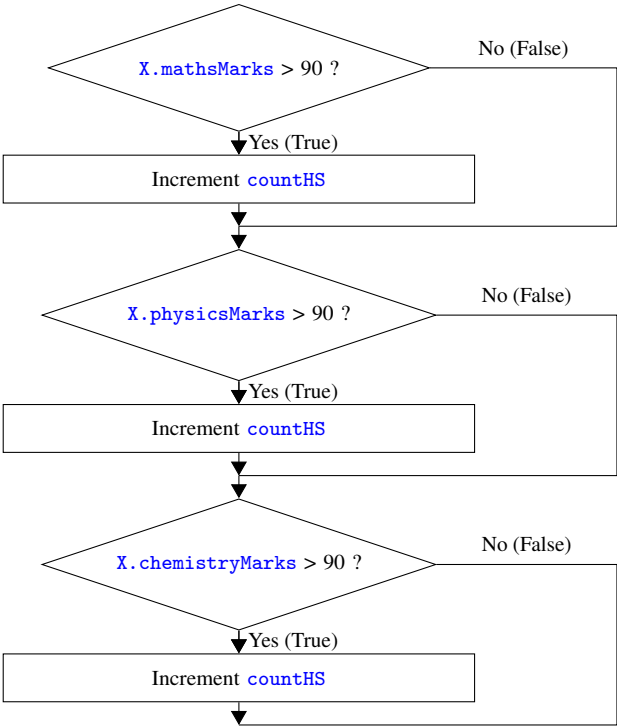 No (False)
X.mathsMarks > 90 ?
Yes (True)
Increment countHS
No (False)
X.physicsMarks > 90 ?
Yes (True)
Increment countHS
No (False)
X.chemistryMarks > 90 ?
Yes (True)
Increment countHS